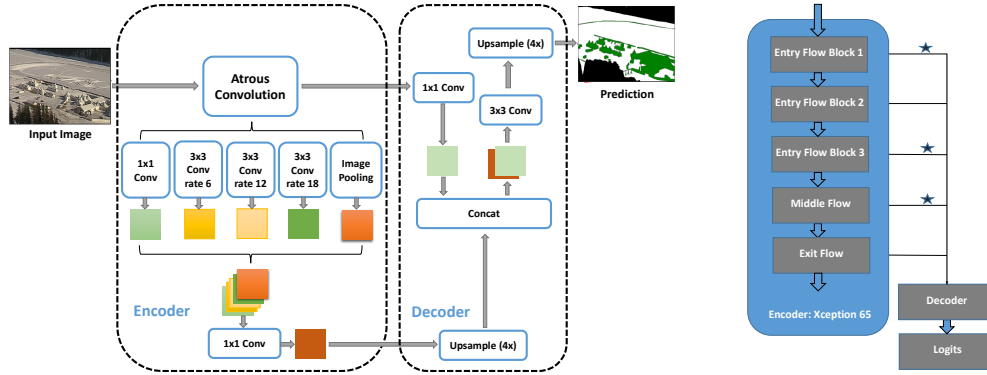 Input Image
Atrous
Convolution
1x1
Conv
3x3
Conv
rate 6
3x3
Conv
rate 12
3x3
Conv
rate 18
Image
Pooling
Encoder
1x1 Conv
Decoder
1x1 Conv
Upsample (4x)
3x3 Conv
Concat
Upsample (4x)
Prediction
Entry Flow Block 1
Entry Flow Block 2
Entry Flow Block 3
Middle Flow
Exit Flow
Encoder: Xception 65
Decoder
Logits